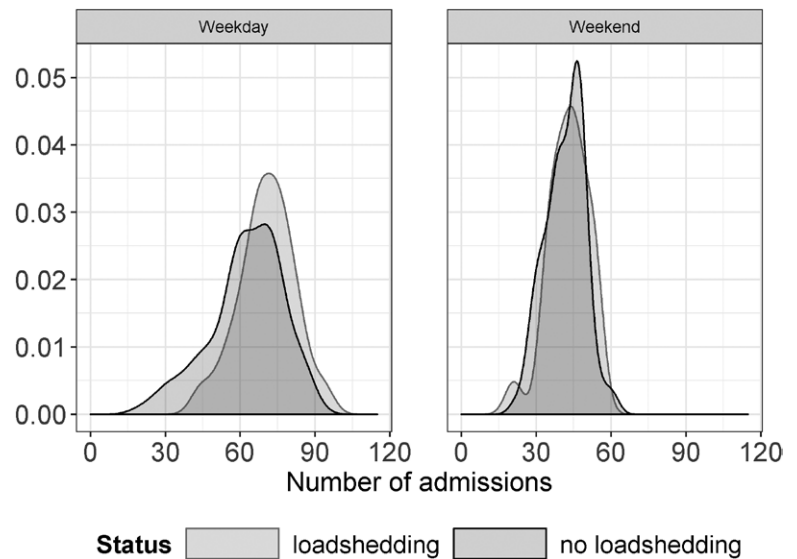 Weekday
Weekend
0.05
0.04
0.03
0.02
0.01
0.00
0 30 60 90 120
0 30 60 90 120
Number of admissions
Status loadshedding no loadshedding